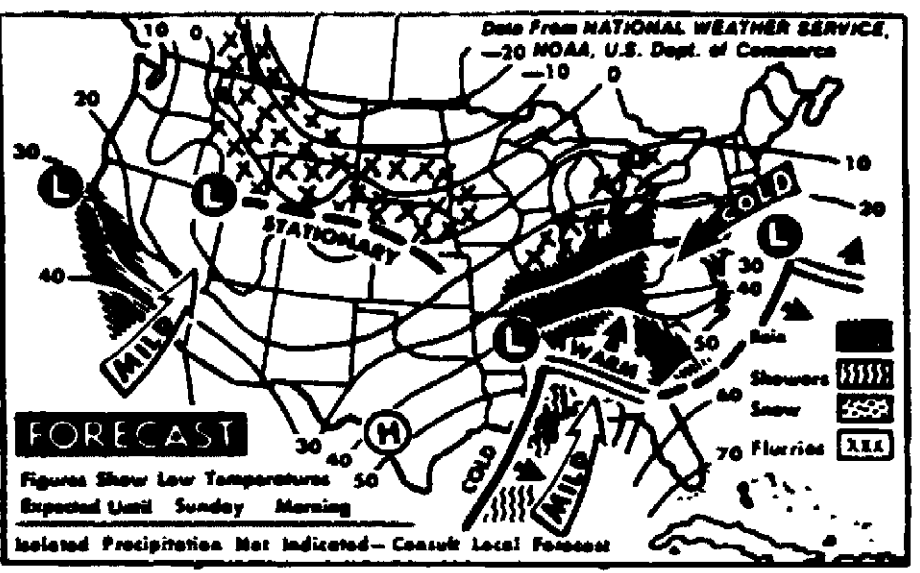 Data From NATIONAL WEATHER SERVICE,
NOAA, U.S. Dept. of Commerce
10 0 -20 -10 0
20
30
10
L L
COLD
20
STATIONARY
L
40
30
40
MILD
L
WARM
50
Rain
Showers
60
Snow
FORECAST
H
70 Flurries
30 40 50
COLD
MILD
Figures Show Low Temperatures
Expected Until Sunday Morning
Isolated Precipitation Not Indicated— Consult Local Forecast